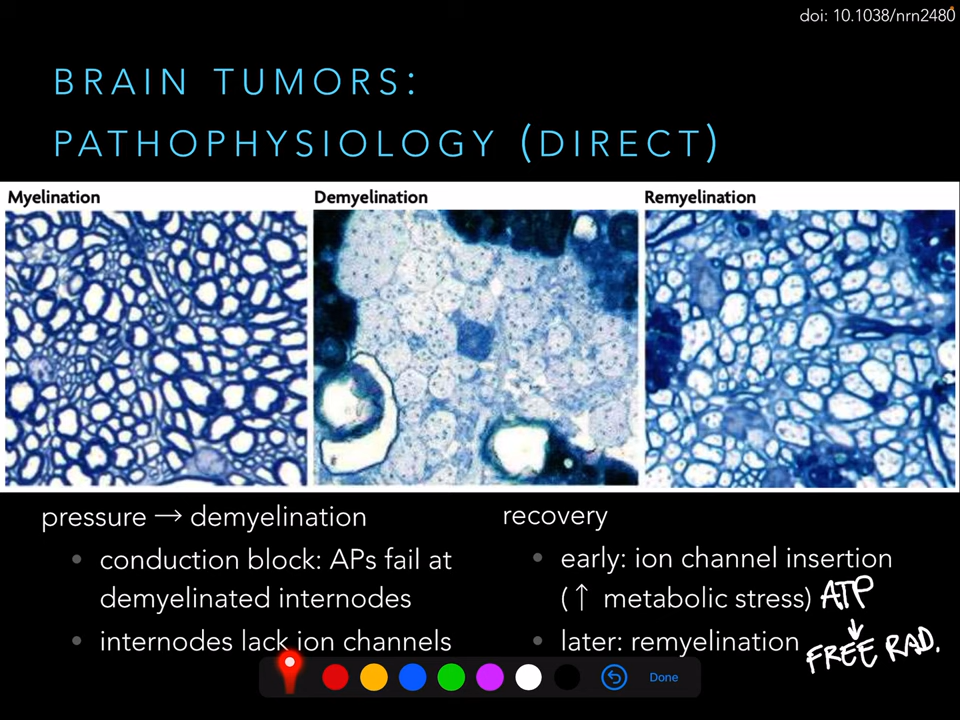 doi: 10.1038/nrn2480
BRAIN TUMORS:
PATHOPHYSIOLOGY (DIRECT)
Myelination
Demyelination
Remyelination
pressure → demyelination
• conduction block: APs fail at
demyelinated internodes
• internodes lack ion channels
recovery
• early: ion channel insertion
(↑ metabolic stress) ATP
↓
• later: remyelination FREE RAD.
Done